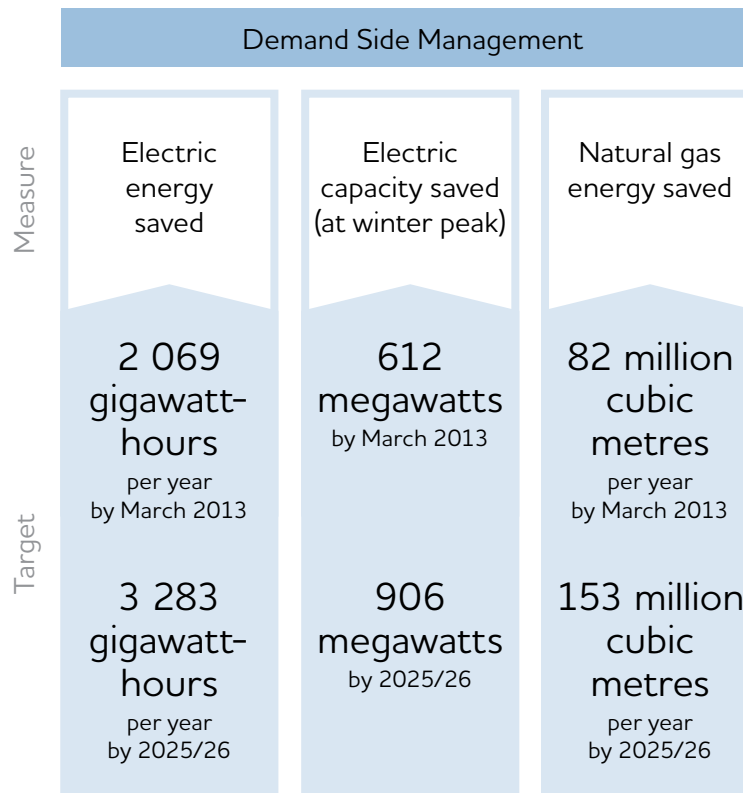 Demand Side Management
Measure
Electric
energy
saved
Electric
capacity saved
(at winter peak)
Natural gas
energy saved
Target
2 069
gigawatt-
hours
per year
by March 2013
612
megawatts
by March 2013
82 million
cubic
metres
per year
by March 2013
3 283
gigawatt-
hours
per year
by 2025/26
906
megawatts
by 2025/26
153 million
cubic
metres
per year
by 2025/26